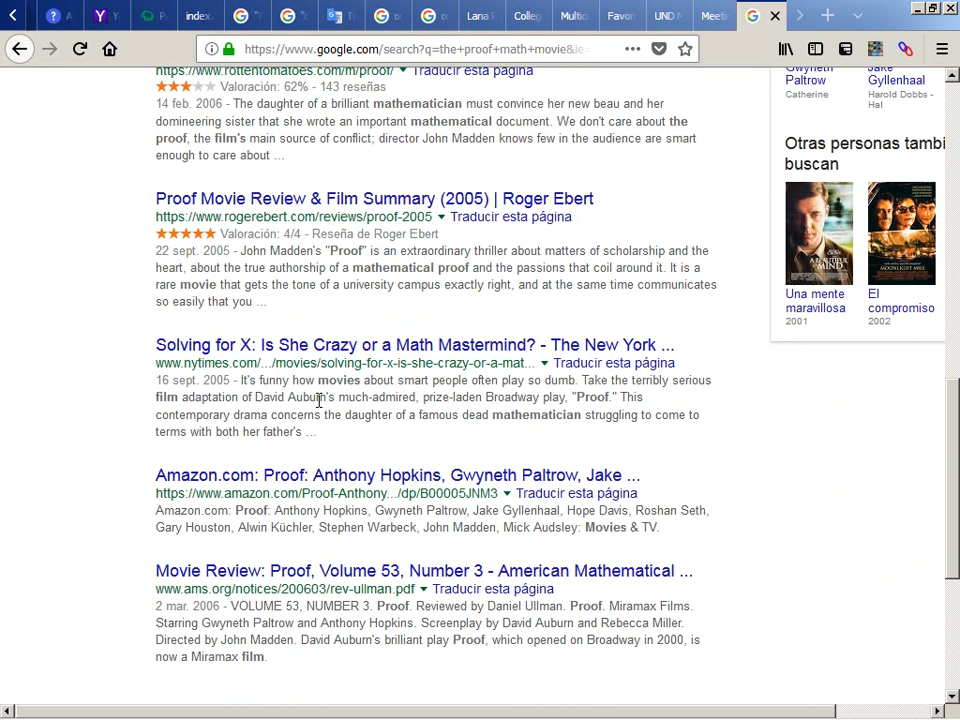 Y
index.
Lana
Colle
Multic
Favor
UND M
Meeti
https://www.google.com/search?q=the+proof+math+movie&ie=
https://www.rottentomatoes.com/m/proof/ Traducir esta página
Valoración: 62% - 143 reseñas
14 feb. 2006 - The daughter of a brilliant mathematician must convince her new beau and her
domineering sister that she wrote an important mathematical document. We don't care about the
proof, the film's main source of conflict; director John Madden knows few in the audience are smart
enough to care about ...
Proof Movie Review & Film Summary (2005) | Roger Ebert
https://www.rogerebert.com/reviews/proof-2005 Traducir esta página
Valoración: 4/4 - Reseña de Roger Ebert
22 sept. 2005 - John Madden's "Proof" is an extraordinary thriller about matters of scholarship and the
heart, about the true authorship of a mathematical proof and the passions that coil around it. It is a
rare movie that gets the tone of a university campus exactly right, and at the same time communicates
so easily that you ...
Solving for X: Is She Crazy or a Math Mastermind? - The New York ...
www.nytimes.com/.../movies/solving-for-x-is-she-crazy-or-a-mat... Traducir esta página
16 sept. 2005 - It's funny how movies about smart people often play so dumb. Take the terribly serious
film adaptation of David Auburn's much-admired, prize-laden Broadway play, "Proof." This
contemporary drama concerns the daughter of a famous dead mathematician struggling to come to
terms with both her father's ...
Amazon.com: Proof: Anthony Hopkins, Gwyneth Paltrow, Jake ...
https://www.amazon.com/Proof-Anthony.../dp/B00005JNM3 Traducir esta página
Amazon.com: Proof: Anthony Hopkins, Gwyneth Paltrow, Jake Gyllenhaal, Hope Davis, Roshan Seth,
Gary Houston, Alwin Küchler, Stephen Warbeck, John Madden, Mick Audsley: Movies & TV.
Movie Review: Proof, Volume 53, Number 3 - American Mathematical ...
www.ams.org/notices/200603/rev-ullman.pdf Traducir esta página
2 mar. 2006 - VOLUME 53, NUMBER 3. Proof. Reviewed by Daniel Ullman. Proof. Miramax Films.
Starring Gwyneth Paltrow and Anthony Hopkins. Screenplay by David Auburn and Rebecca Miller.
Directed by John Madden. David Auburn's brilliant play Proof, which opened on Broadway in 2000, is
now a Miramax film.
Gwyneth
Paltrow
Catherine
Jake
Gyllenhaal
Harold Dobbs -
Hal
Otras personas tambi
buscan
Una mente
maravillosa
2001
El
compromiso
2002